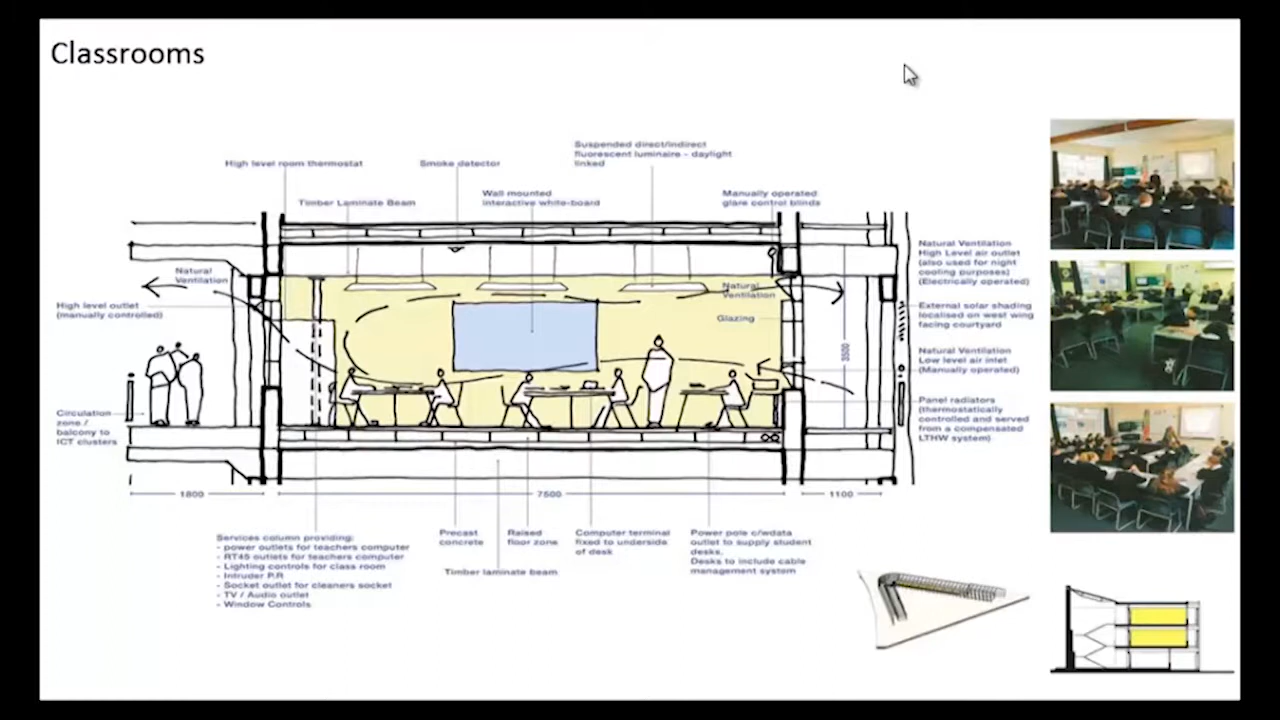 Classrooms
High level room thermostat
Smoke detector
Suspended direct/indirect
fluorescent luminaire - daylight
linked
Timber Laminate Beam
Wall mounted
interactive white-board
Manually operated
glare control blinds
Natural
Ventilation
High level outlet
(manually controlled)
Natural
Ventilation
Glazing
3500
Circulation
zone /
balcony to
ICT clusters
Natural Ventilation
High Level air outlet
(also used for night
cooling purposes)
(Electrically operated)
External solar shading
localised on west wing
facing courtyard
Natural Ventilation
Low level air inlet
(Manually operated)
Panel radiators
(thermostatically
controlled and served
from a compensated
LTHW system)
1800
7500
1100
Services column providing:
- power outlets for teachers computer
- RT45 outlets for teachers computer
- Lighting controls for class room
- Intruder P.R
- Socket outlet for cleaners socket
- TV / Audio outlet
- Window Controls
Precast
concrete
Raised
floor zone
Timber laminate beam
Computer terminal
fixed to underside
of desk
Power pole c/wdata
outlet to supply student
desks.
Desks to include cable
management system